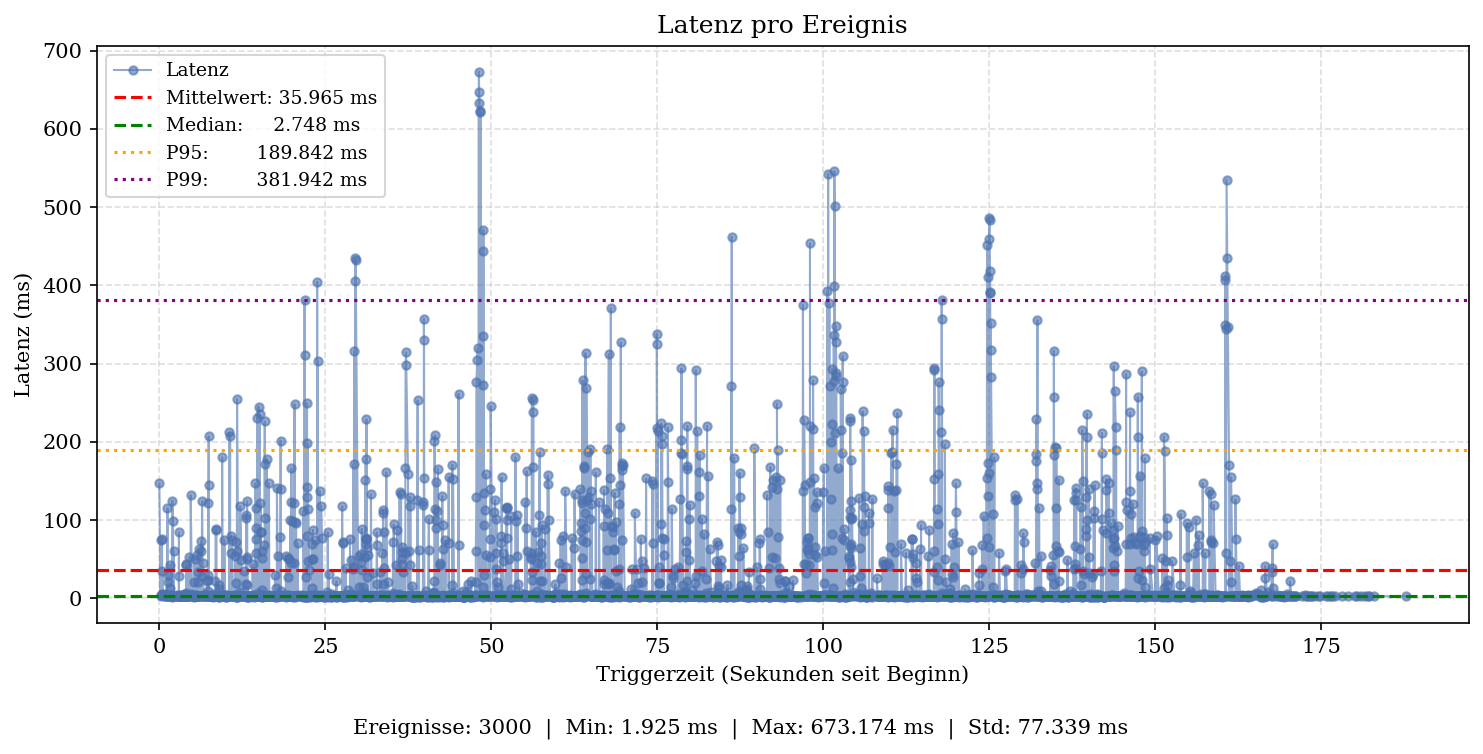 Latenz pro Ereignis
Latenz
Mittelwert: 35.965 ms
Median: 2.748 ms
P95: 189.842 ms
P99: 381.942 ms
700
600
500
400
300
200
100
0
Latenz (ms)
0 25 50 75 100 125 150 175
Triggerzeit (Sekunden seit Beginn)
Ereignisse: 3000 | Min: 1.925 ms | Max: 673.174 ms | Std: 77.339 ms